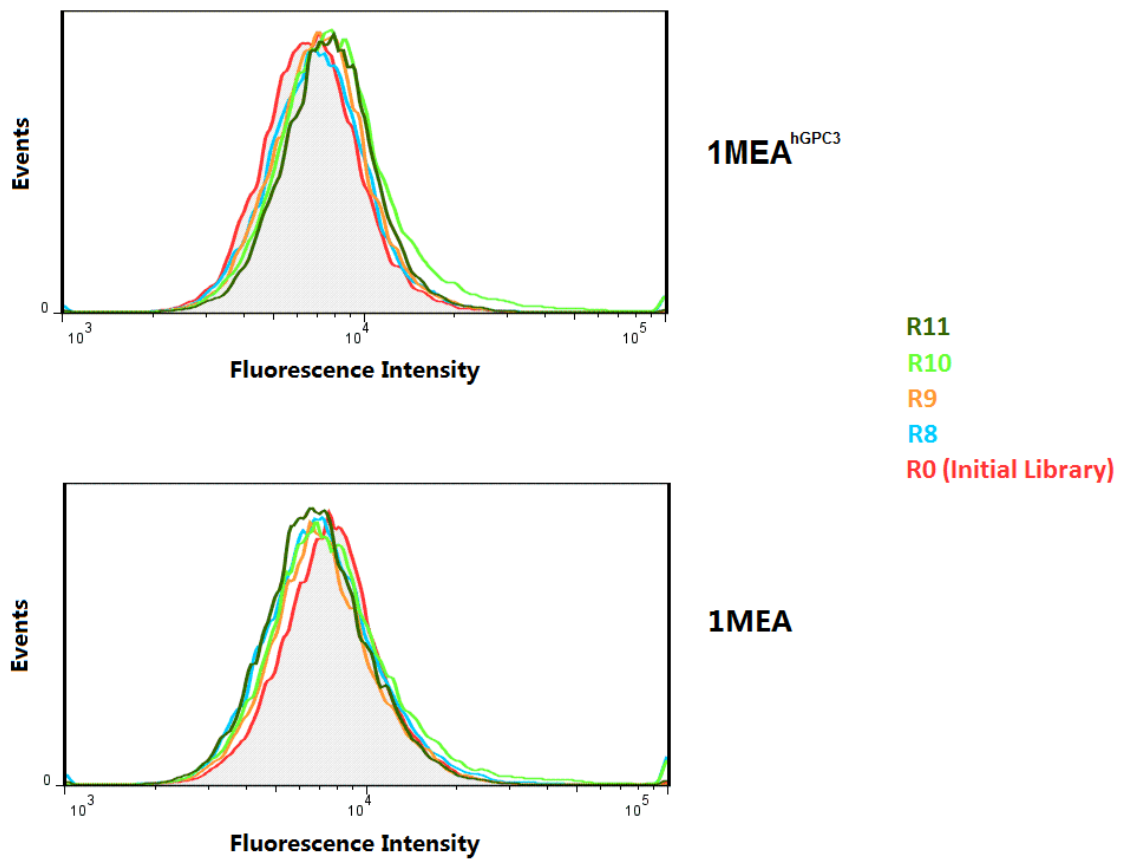 Events
0
10^3 10^4 10^5
Fluorescence Intensity
1MEA^hGPC3
R11
R10
R9
R8
R0 (Initial Library)
Events
0
10^3 10^4 10^5
Fluorescence Intensity
1MEA